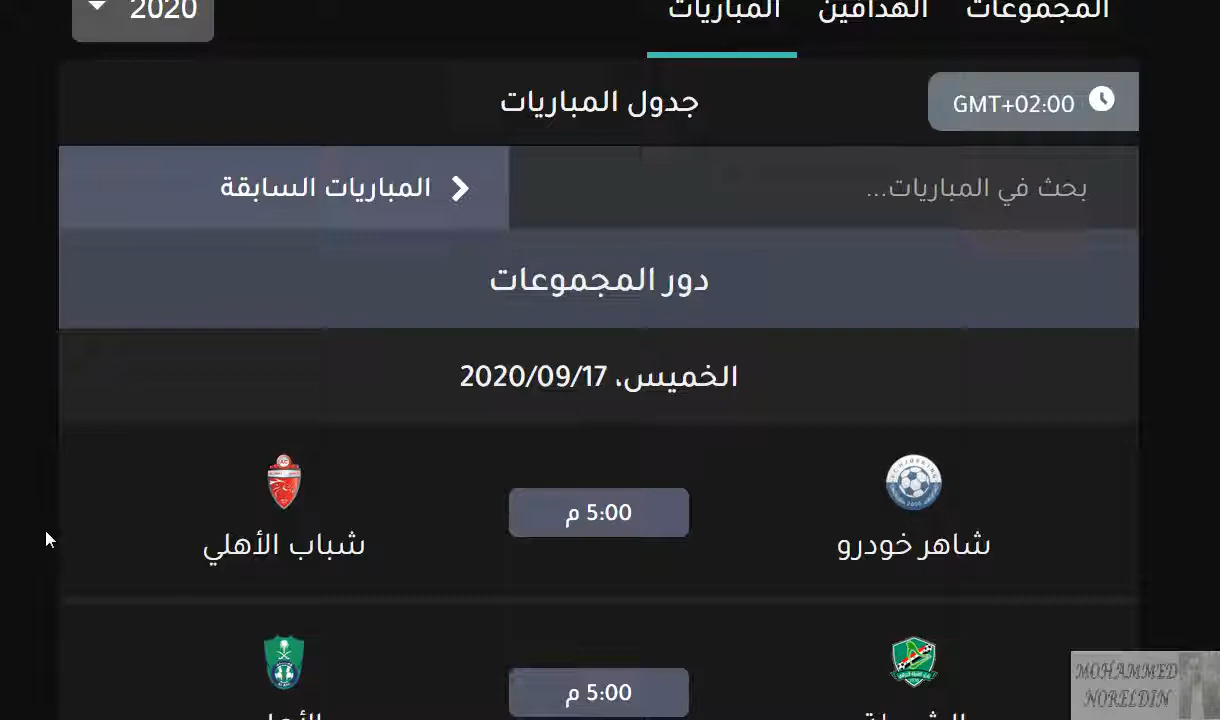 المجموعات
الهدافين
المباريات
2020
GMT+02:00
جدول المباريات
بحث في المباريات...
المباريات السابقة
دور المجموعات
الخميس، 2020/09/17
شاهر خودرو
5:00 م
شباب الأهلي
5:00 م
MOHAMMED
NORELDIN